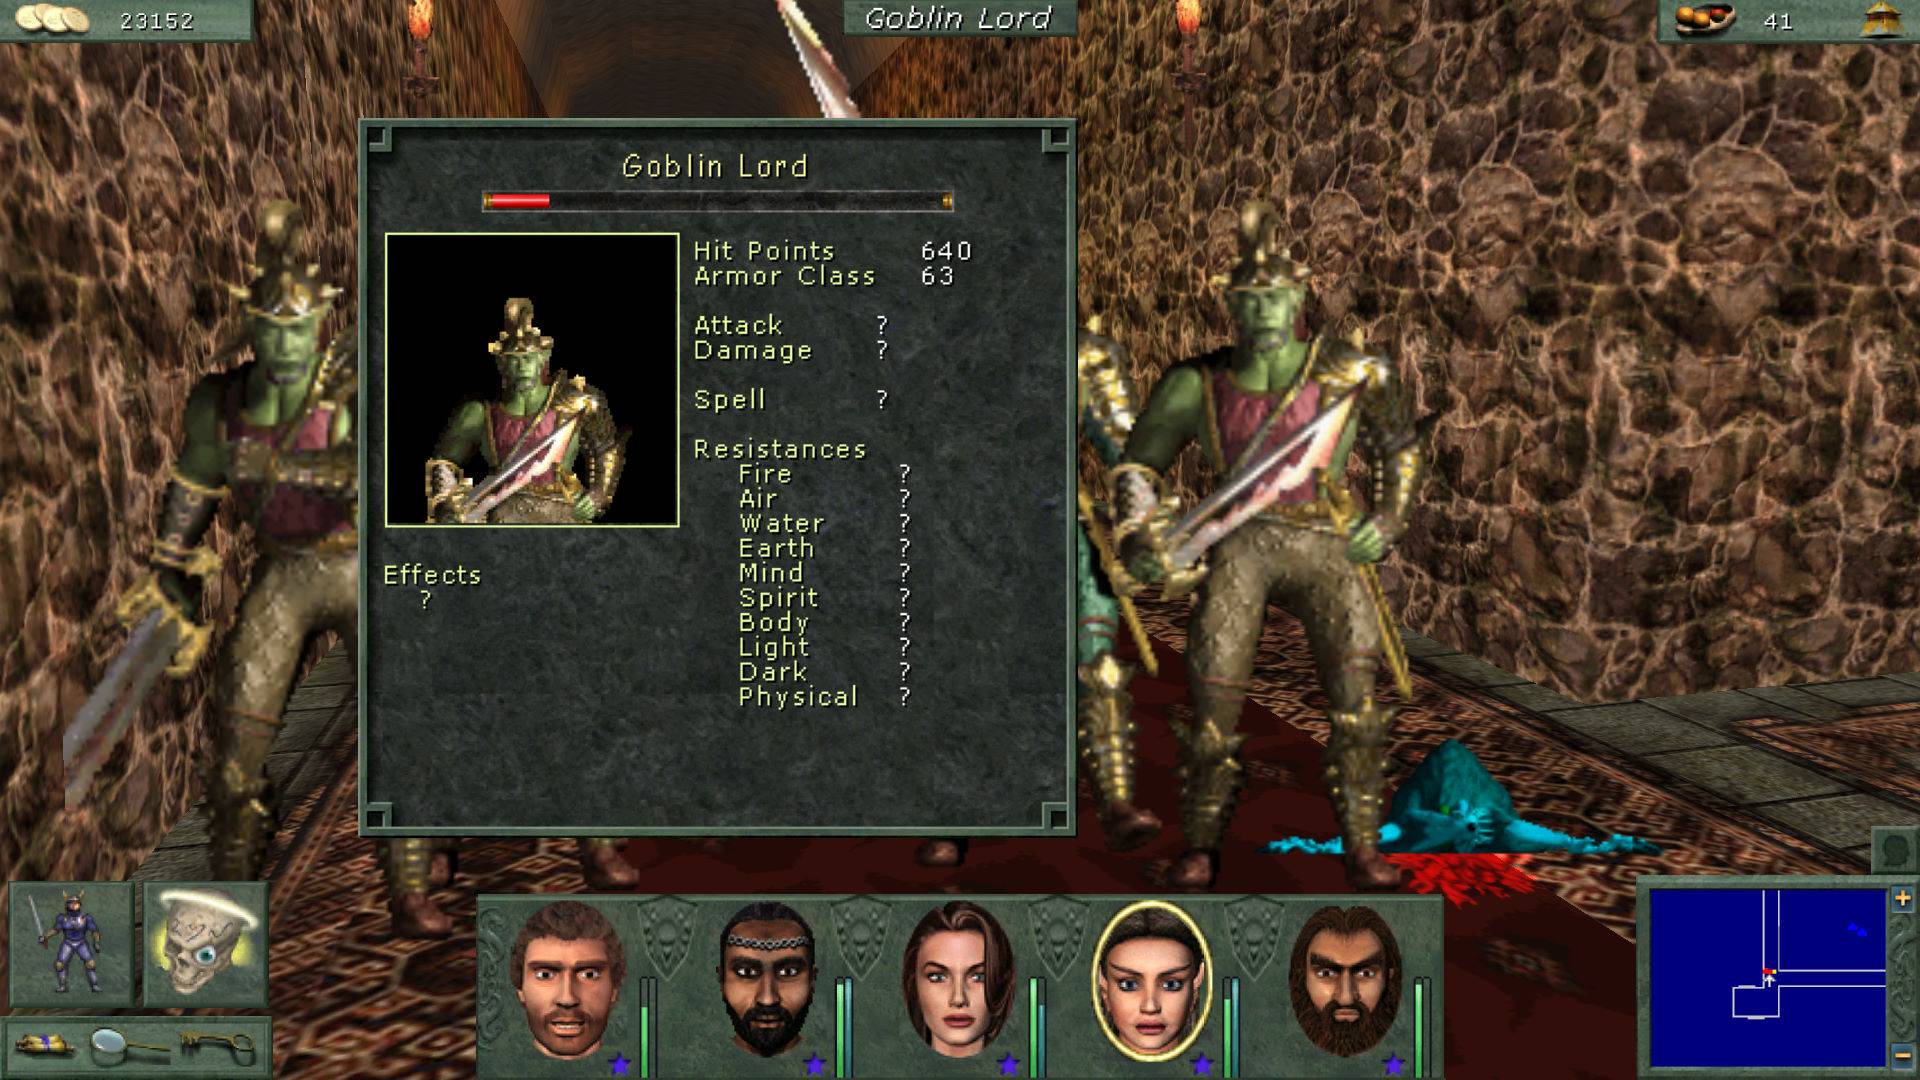 23152
Goblin Lord
41
Goblin Lord
Hit Points 640
Armor Class 63
Attack ?
Damage ?
Spell ?
Resistances
Fire ?
Air ?
Water ?
Earth ?
Mind ?
Spirit ?
Body ?
Light ?
Dark ?
Physical ?
Effects
?